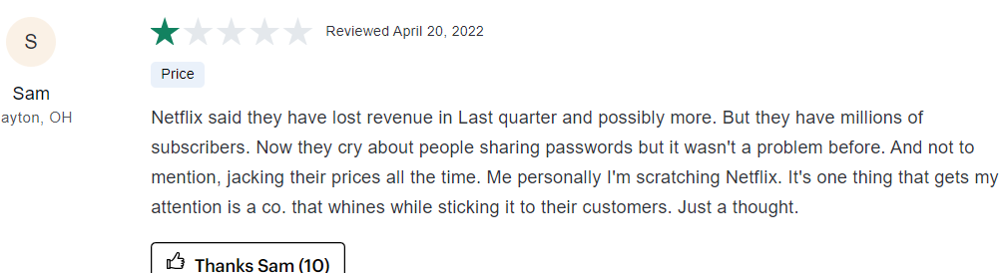 S
Reviewed April 20, 2022
Price
Sam
ayton, OH
Netflix said they have lost revenue in Last quarter and possibly more. But they have millions of
subscribers. Now they cry about people sharing passwords but it wasn't a problem before. And not to
mention, jacking their prices all the time. Me personally I'm scratching Netflix. It's one thing that gets my
attention is a co. that whines while sticking it to their customers. Just a thought.
Thanks Sam (10)